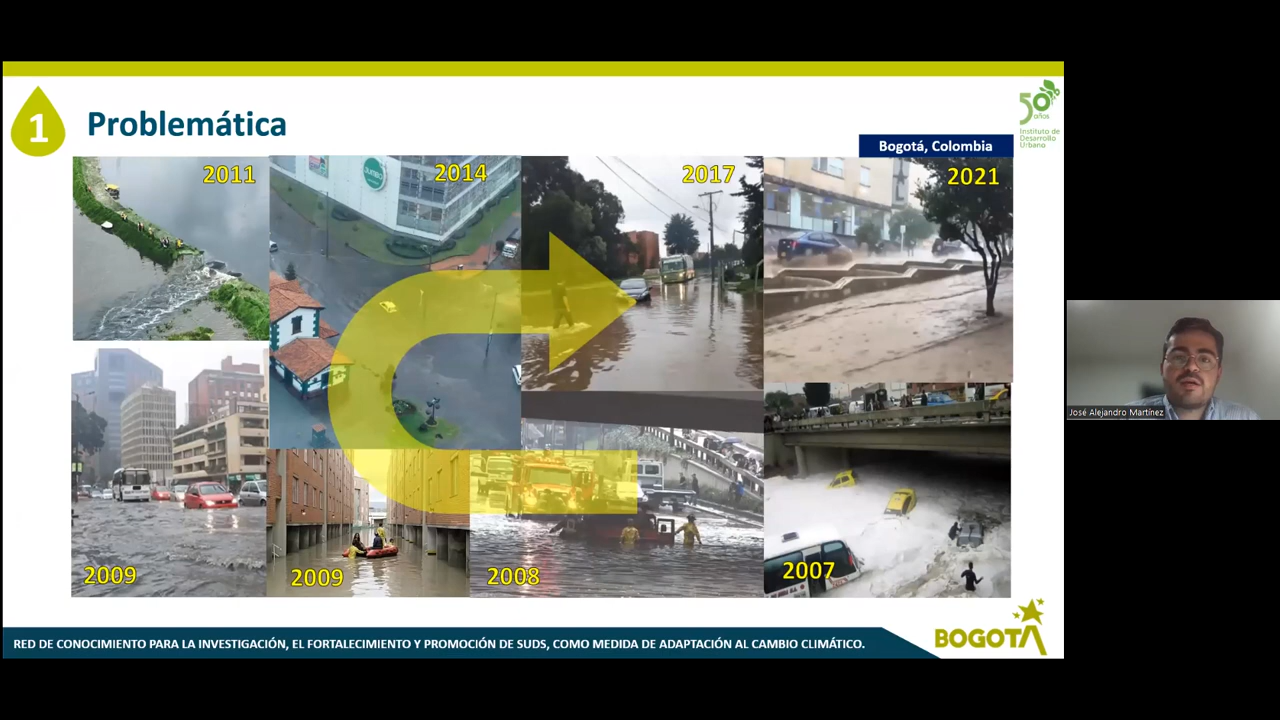 1
Problemática
50
años
Instituto de
Desarrollo
Urbano
Bogotá, Colombia
2011
2014
2017
2021
JUMBO
2009
2009
2008
2007
José Alejandro Martínez
RED DE CONOCIMIENTO PARA LA INVESTIGACIÓN, EL FORTALECIMIENTO Y PROMOCIÓN DE SUDS, COMO MEDIDA DE ADAPTACIÓN AL CAMBIO CLIMÁTICO.
BOGOTÁ